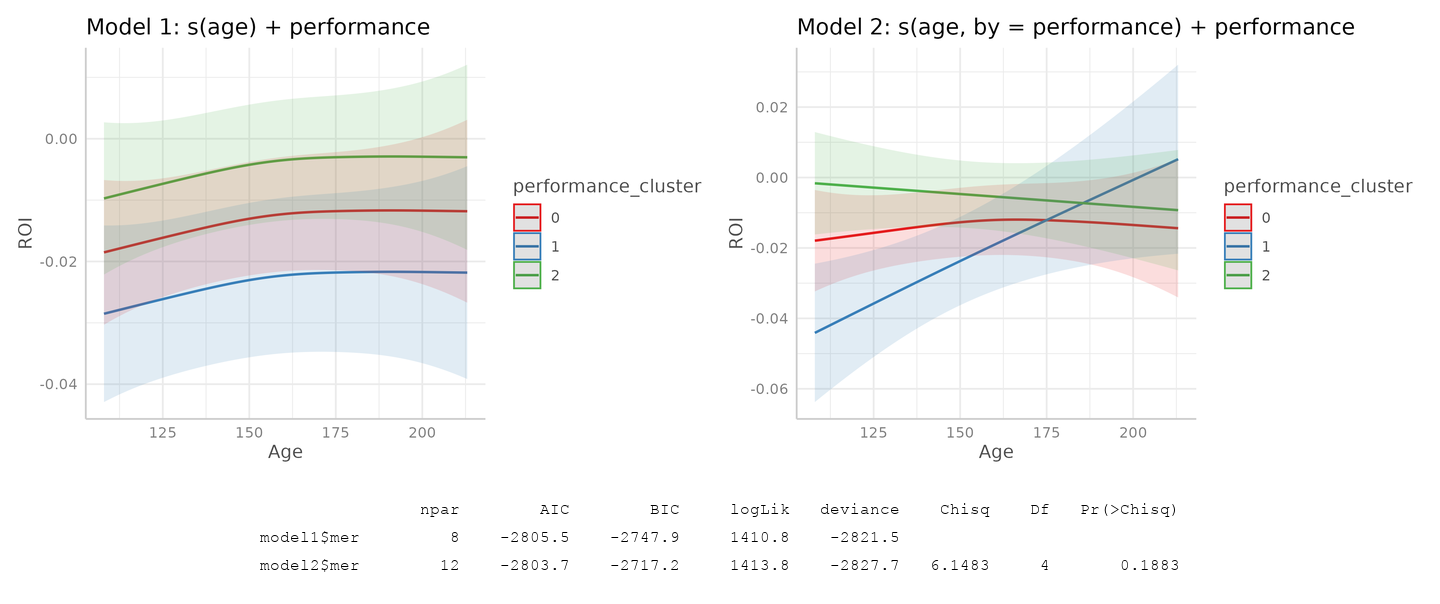 Model 1: s(age) + performance
0.00
-0.02
-0.04
ROI
125 150 175 200
Age
performance_cluster
0
1
2
Model 2: s(age, by = performance) + performance
0.02
0.00
-0.02
-0.04
-0.06
ROI
125 150 175 200
Age
performance_cluster
0
1
2
npar AIC BIC logLik deviance Chisq Df Pr(>Chisq)
model1$mer 8 -2805.5 -2747.9 1410.8 -2821.5
model2$mer 12 -2803.7 -2717.2 1413.8 -2827.7 6.1483 4 0.1883